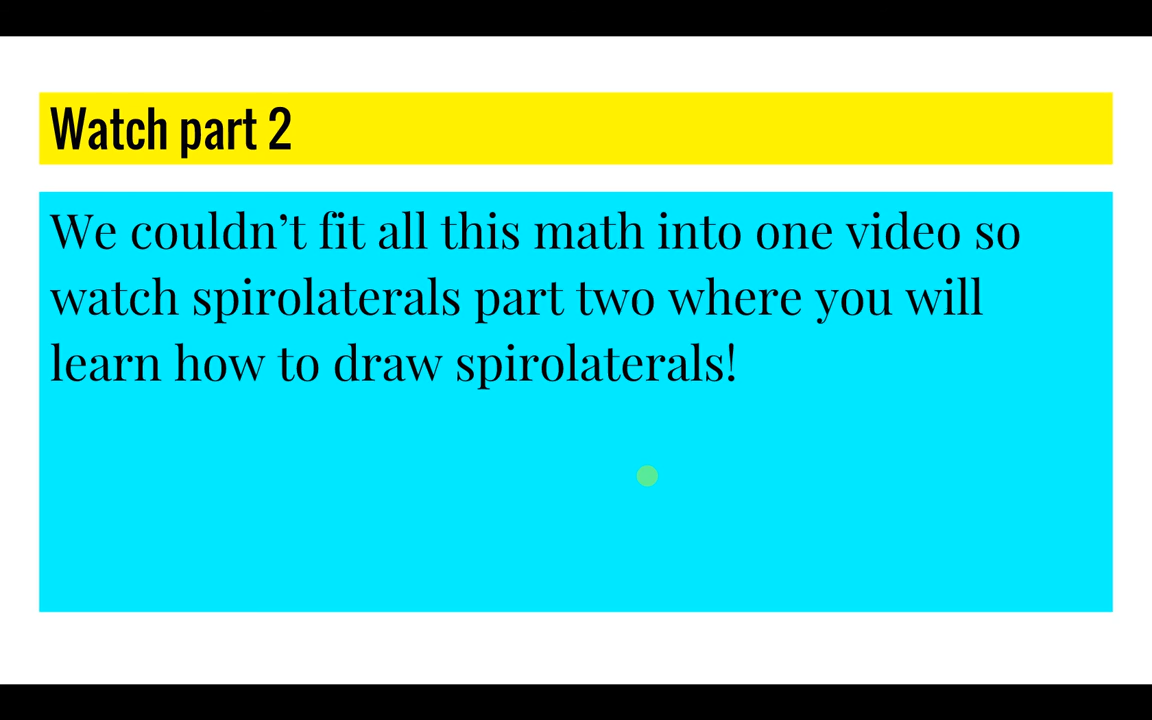 Watch part 2
We couldn’t fit all this math into one video so
watch spirolaterals part two where you will
learn how to draw spirolaterals!